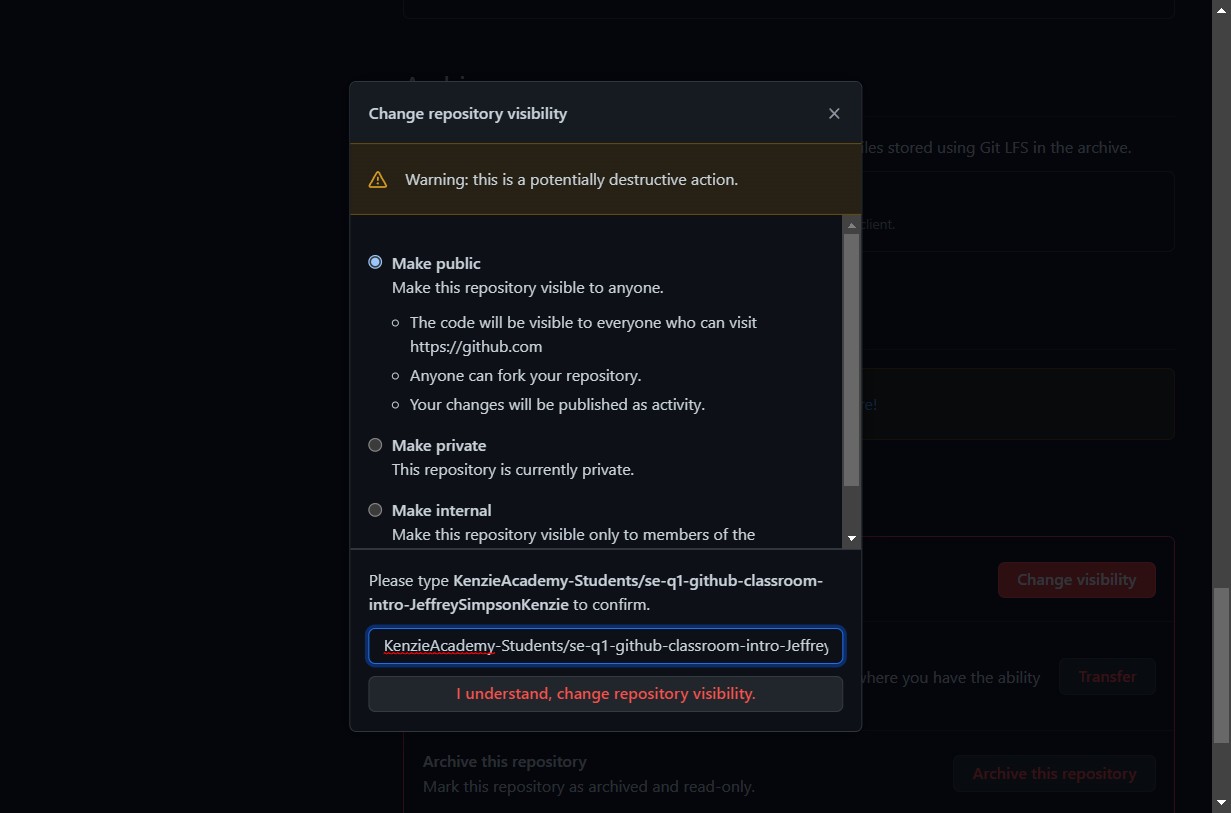 Change repository visibility
Warning: this is a potentially destructive action.
iles stored using Git LFS in the archive.
client.
Make public
Make this repository visible to anyone.
The code will be visible to everyone who can visit
https://github.com
Anyone can fork your repository.
Your changes will be published as activity.
re!
Make private
This repository is currently private.
Make internal
Make this repository visible only to members of the
Please type KenzieAcademy-Students/se-q1-github-classroom-
intro-JeffreySimpsonKenzie to confirm.
Change visibility
KenzieAcademy-Students/se-q1-github-classroom-intro-Jeffrey
where you have the ability
Transfer
I understand, change repository visibility.
Archive this repository
Mark this repository as archived and read-only.
Archive this repository